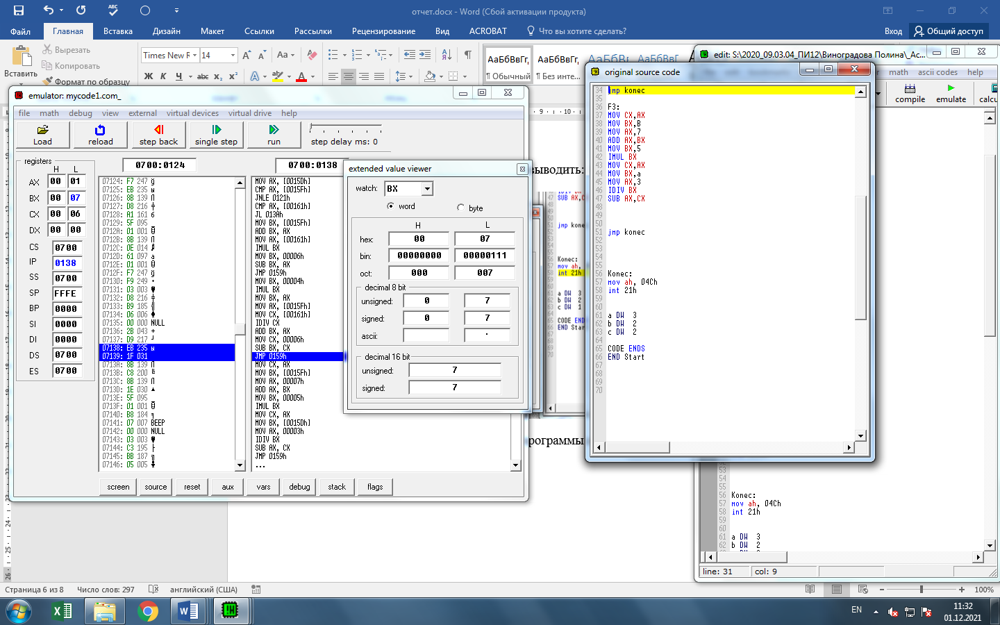 отчет.docx - Word (Сбой активации продукта)
Файл Главная Вставка Дизайн Макет Ссылки Рассылки Рецензирование Вид ACROBAT Что вы хотите сделать? Вход Общий доступ
Вставить
Вырезать
Копировать
Формат по образцу
Times New R 14
Ж К Ч
АаБбВвГг,
¶ Обычный
АаБбВвГг,
¶ Без инте...
emulator: mycode1.com_
file math debug view external virtual devices virtual drive help
Load reload step back single step run step delay ms: 0
registers
H L
AX 00 01
BX 00 07
CX 00 06
DX 00 00
CS 0700
IP 0138
SS 0700
SP FFFE
BP 0000
SI 0000
DI 0000
DS 0700
ES 0700
0700:0124
07124: F7 247
07125: EB 235
07126: 8B 139
07127: D8 216
07128: A1 161
07129: 5F 095
0712A: 01 001
0712B: 8B 139
0712C: 0E 014
0712D: 61 097 a
0712E: 01 001
0712F: F7 247
07130: F9 249
07131: 03 003
07132: D8 216
07133: B9 185
07134: 06 006
07135: 00 000 NULL
07136: 2B 043 +
07137: D9 217
07138: EB 235
07139: 1F 031
0713A: 8B 139
0713B: C8 200
0713C: 8B 139
0713D: 1E 030
0713E: 5F 095
0713F: 01 001
07140: B8 184
07141: 07 007 BEEP
07142: 00 000 NULL
07143: 03 003
07144: C3 195
07145: BB 187
07146: 05 005
0700:0138
MOV AX, [0015Dh]
CMP AX, [0015Fh]
JNLE 0121h
CMP AX, [00161h]
JL 013Ah
MOV BX, [0015Fh]
ADD BX, AX
MOV AX, [00161h]
IMUL BX
MOV BX, 00006h
SUB BX, AX
JMP 0159h
MOV BX, 00004h
IMUL BX
MOV BX, AX
MOV AX, [0015Fh]
MOV CX, [00161h]
IDIV CX
ADD BX, AX
MOV CX, 00006h
SUB BX, CX
JMP 0159h
MOV CX, AX
MOV BX, [0015Fh]
MOV AX, 00007h
ADD AX, BX
MOV BX, 00005h
IMUL BX
MOV CX, AX
MOV BX, [0015Dh]
MOV AX, 00003h
IDIV BX
SUB AX, CX
JMP 0159h
...
screen source reset aux vars debug stack flags
extended value viewer
watch: BX
word byte
H L
hex: 00 07
bin: 00000000 00000111
oct: 000 007
decimal 8 bit
unsigned: 0 7
signed: 0 7
ascii:
decimal 16 bit
unsigned: 7
signed: 7
выводить:
47 SUB AX,C
51 jmp kone
Konec:
mov ah,
int 21h
a DW 3
b DW 2
c DW 1
CODE END
END Star
рограммы
original source code
34 jmp konec
35
36 F3:
37 MOV CX,AX
38 MOV BX,B
39 MOV AX,7
40 ADD AX,BX
41 MOV BX,5
42 IMUL BX
43 MOV CX,AX
44 MOV BX,a
45 MOV AX,3
46 IDIV BX
47 SUB AX,CX
48
49
50
51 jmp konec
52
53
54
55
56 Konec:
57 mov ah, 04Ch
58 int 21h
59
60
61 a DW 3
62 b DW 2
63 c DW 2
64
65 CODE ENDS
66 END Start
67
68
69
70
edit: S:\2020_09.03.04_ПИ12\Виноградова Полина\_Ас...
math ascii codes help
compile emulate calcu
53
54
55
56 Konec:
57 mov ah, 04Ch
58 int 21h
59
60
61 a DW 3
62 b DW 2
line: 31 col: 9
Страница 6 из 8 Число слов: 297 английский (США) 100%
EN 11:32
01.12.2021